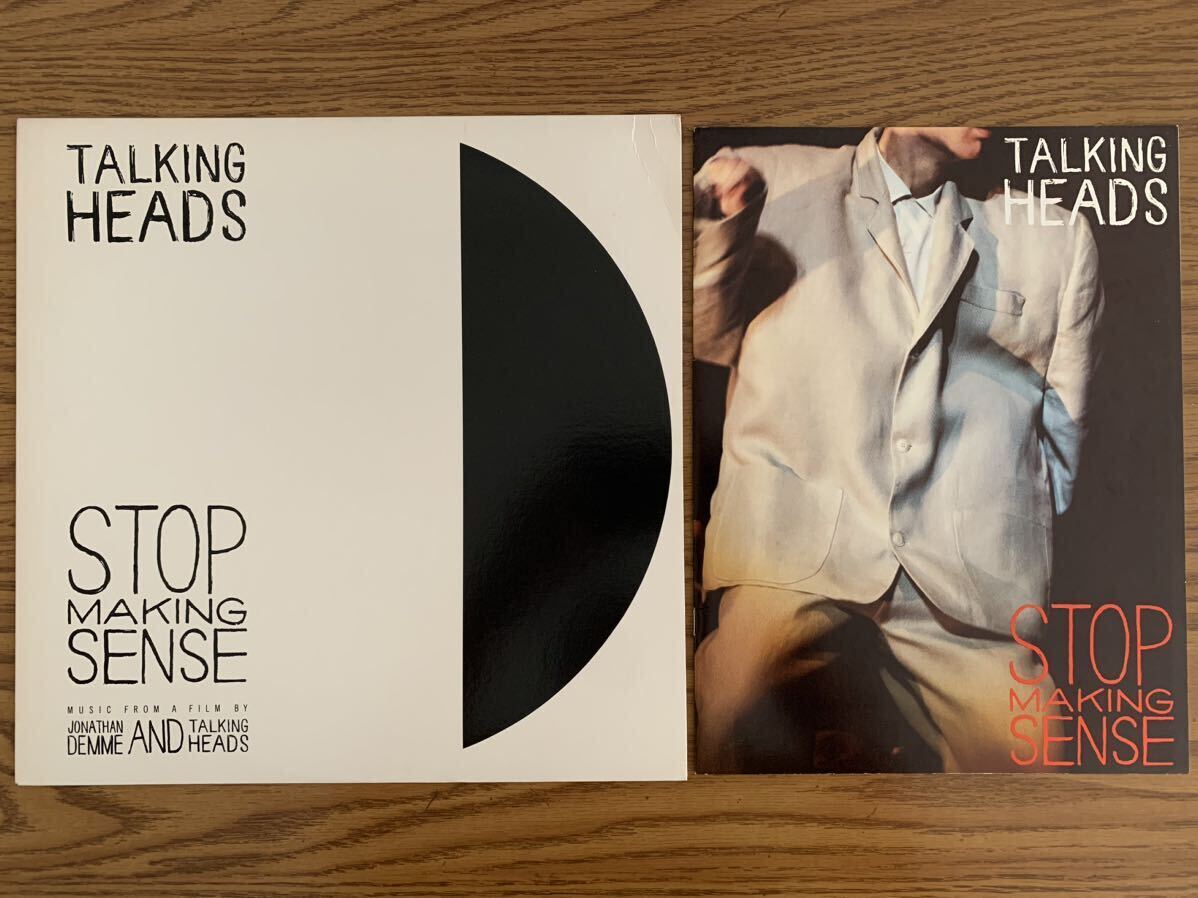 TALKING
HEADS
STOP
MAKING
SENSE
MUSIC FROM A FILM BY
JONATHAN DEMME AND TALKING HEADS
TALKING
HEADS
STOP
MAKING
SENSE